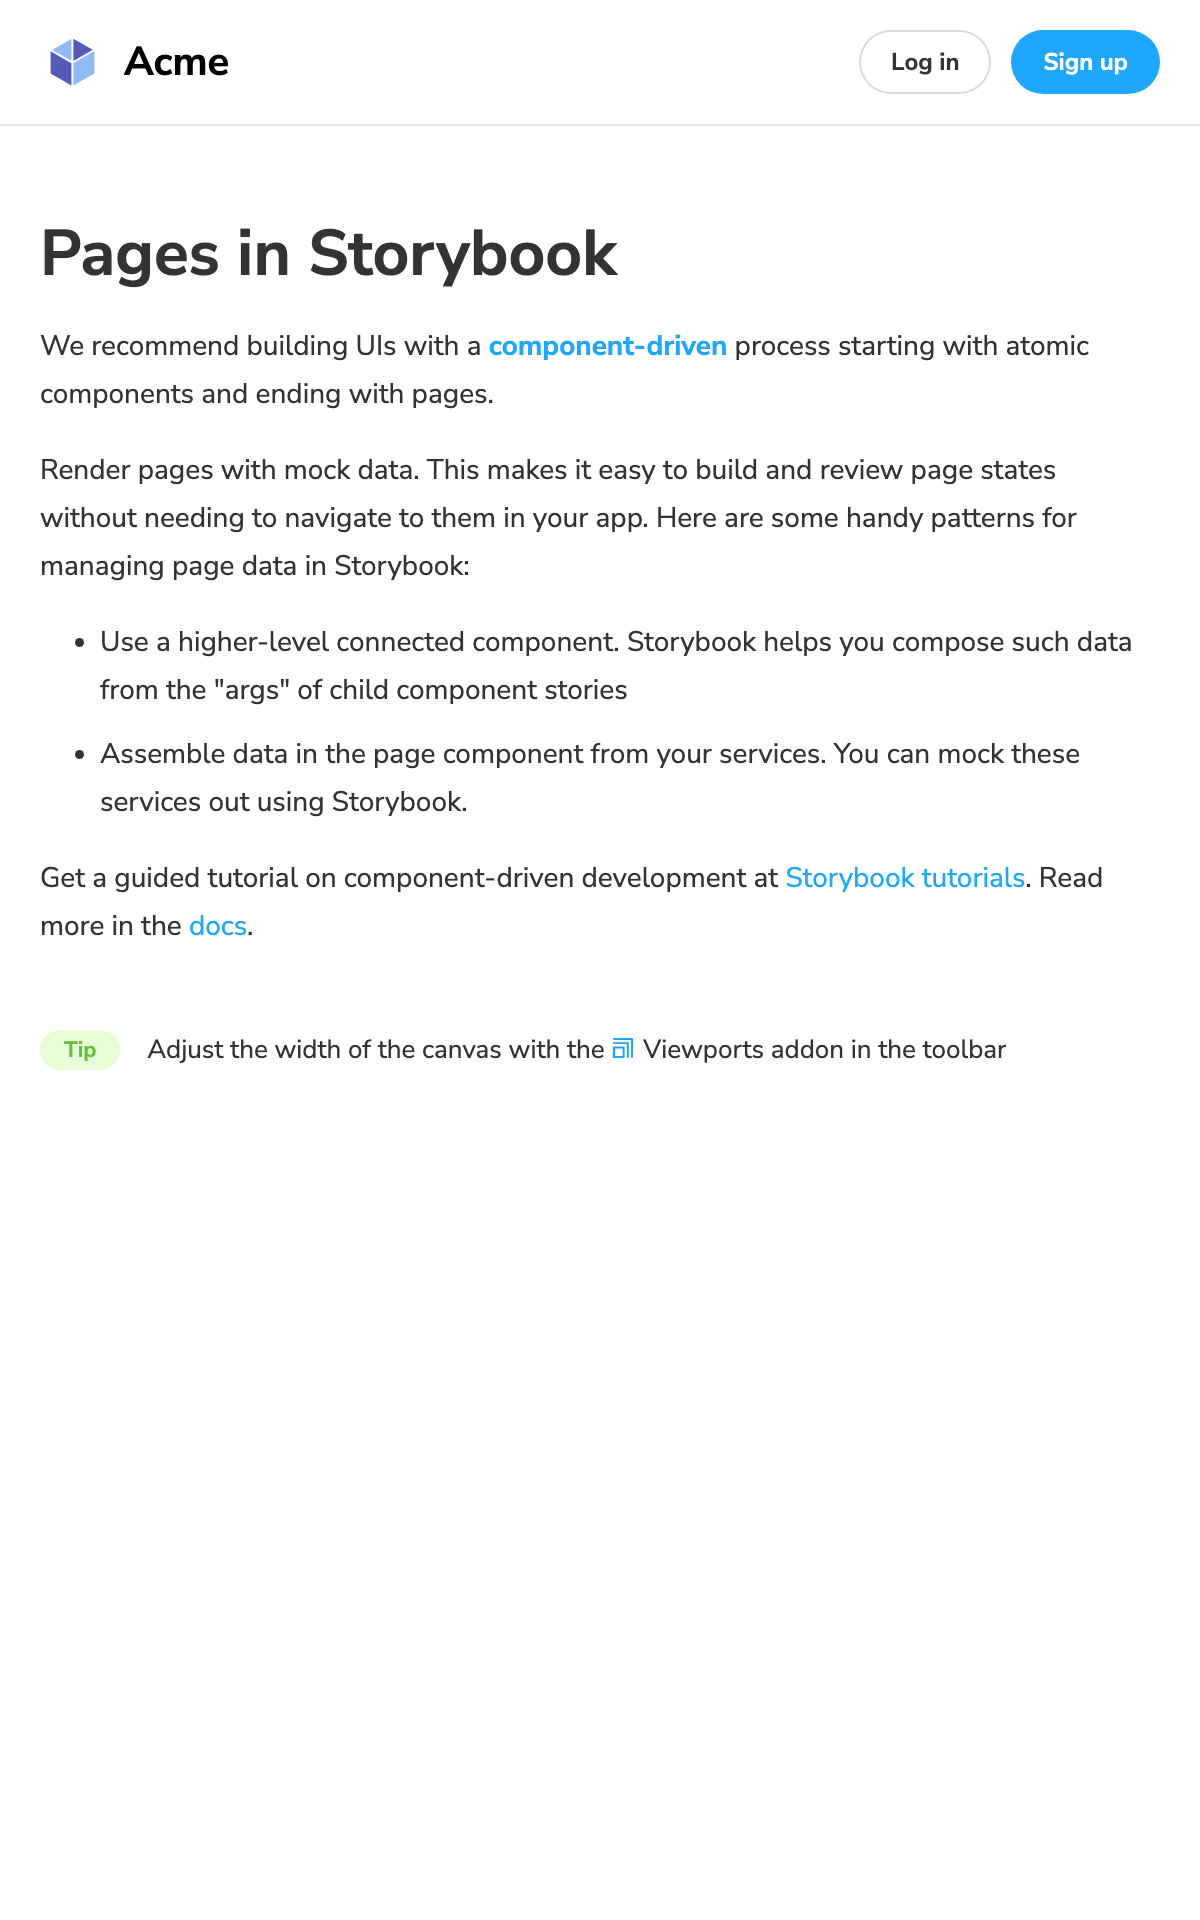 Acme
Log in
Sign up
Pages in Storybook
We recommend building UIs with a component-driven process starting with atomic
components and ending with pages.
Render pages with mock data. This makes it easy to build and review page states
without needing to navigate to them in your app. Here are some handy patterns for
managing page data in Storybook:
• Use a higher-level connected component. Storybook helps you compose such data
from the "args" of child component stories
• Assemble data in the page component from your services. You can mock these
services out using Storybook.
Get a guided tutorial on component-driven development at Storybook tutorials. Read
more in the docs.
Tip Adjust the width of the canvas with the Viewports addon in the toolbar